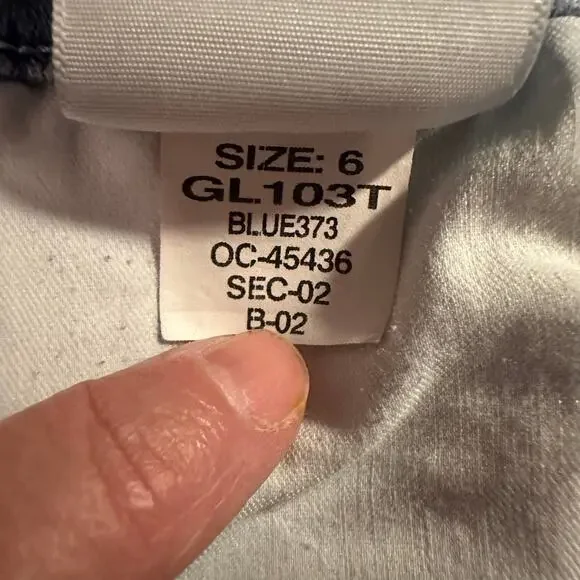 SIZE: 6
GL103T
BLUE373
OC-45436
SEC-02
B-02